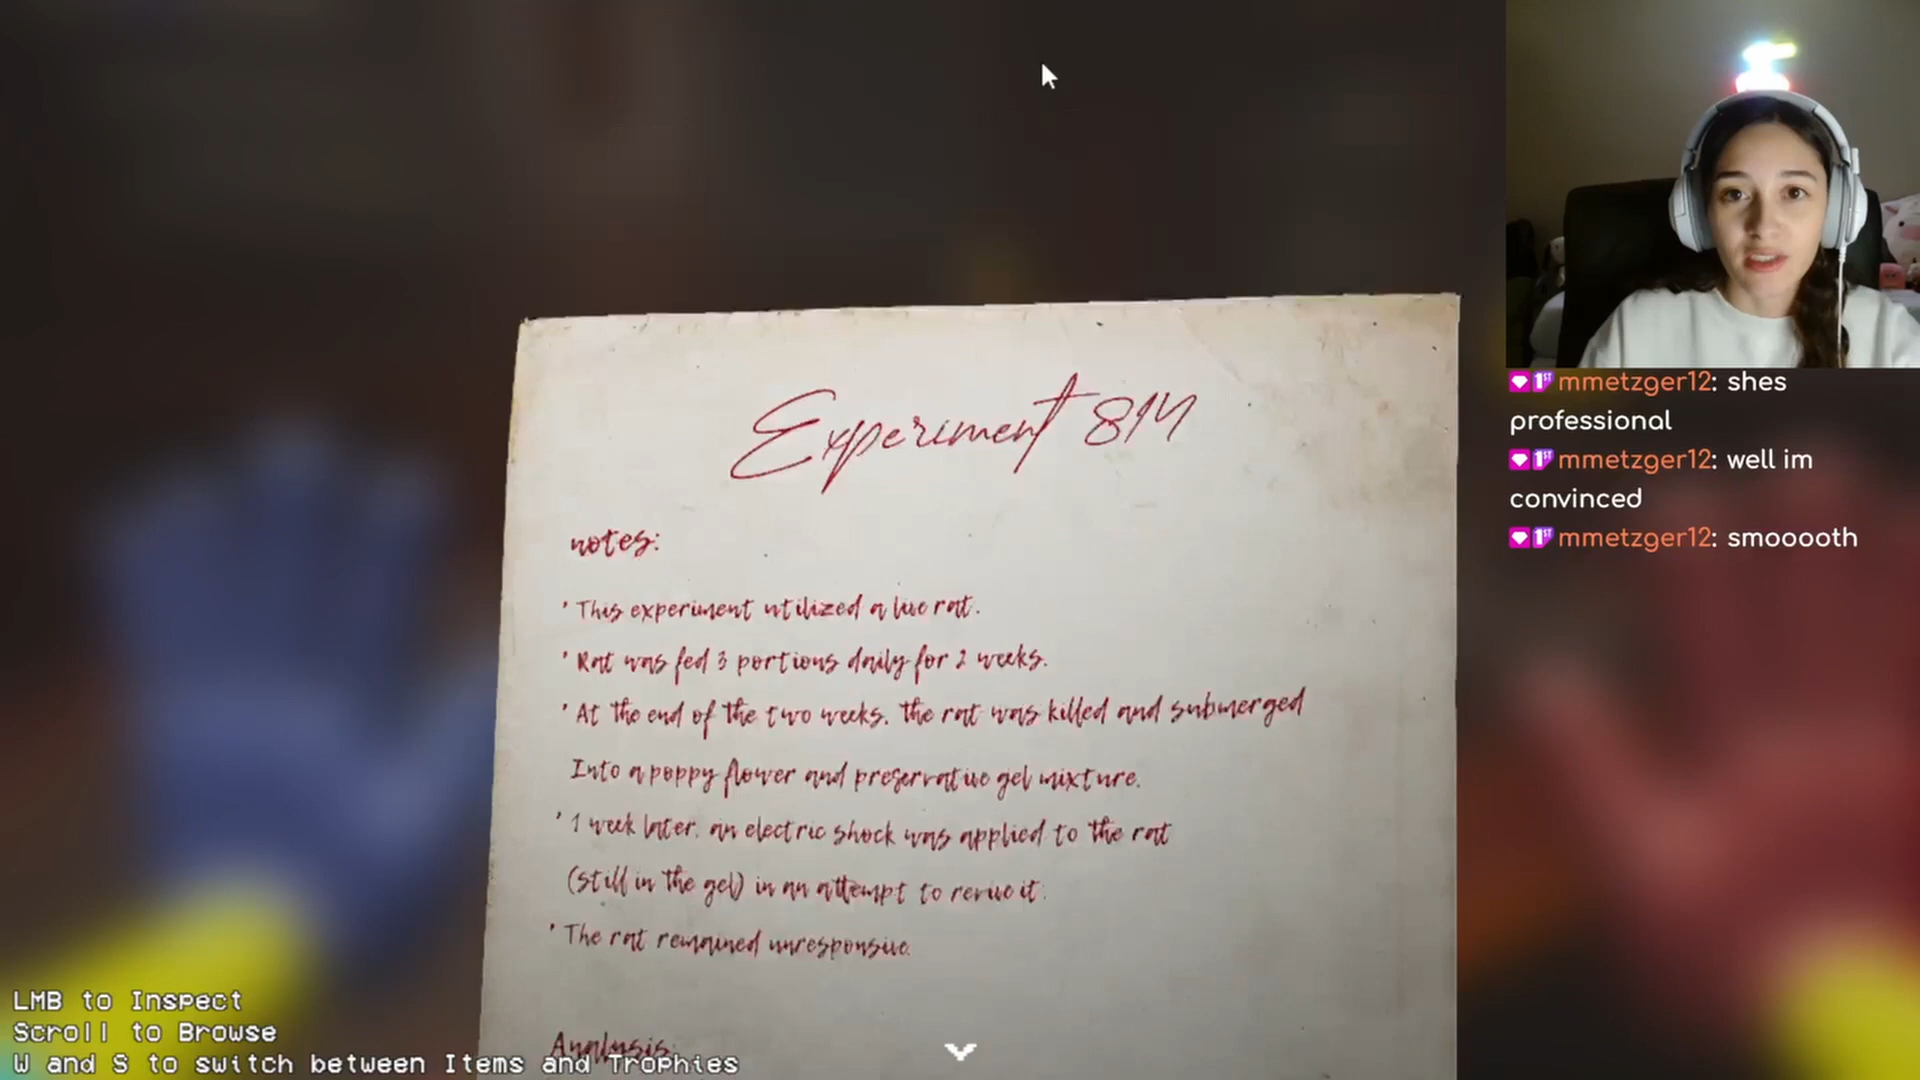 Experiment 814
notes:
' This experiment utilized a live rat.
' Rat was fed 3 portions daily for 2 weeks.
' At the end of the two weeks, the rat was killed and submerged
Into a poppy flower and preservative gel mixture.
' 1 week later, an electric shock was applied to the rat
(still in the gel) in an attempt to revive it.
' The rat remained unresponsive.
Analysis:
LMB to Inspect
Scroll to Browse
W and S to switch between Items and Trophies
1ST mmetzger12: shes
professional
1ST mmetzger12: well im
convinced
1ST mmetzger12: smooooth